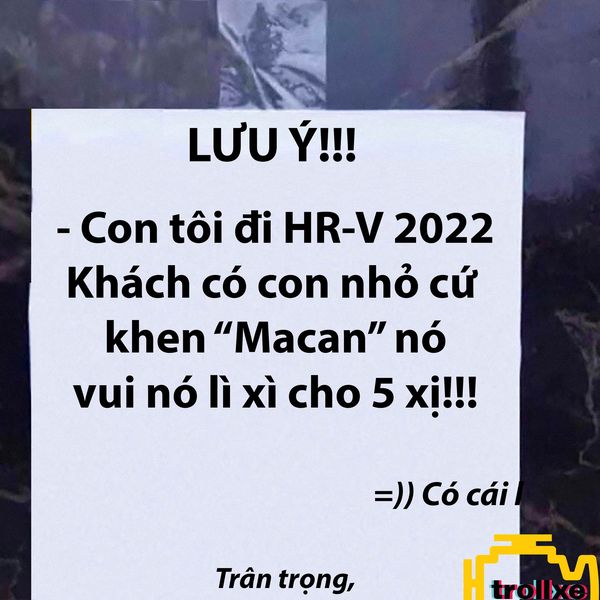 LƯU Ý!!!
- Con tôi đi HR-V 2022
Khách có con nhỏ cứ
khen “Macan” nó
vui nó lì xì cho 5 xị!!!
=)) Có cái l
Trân trọng,
trollxe